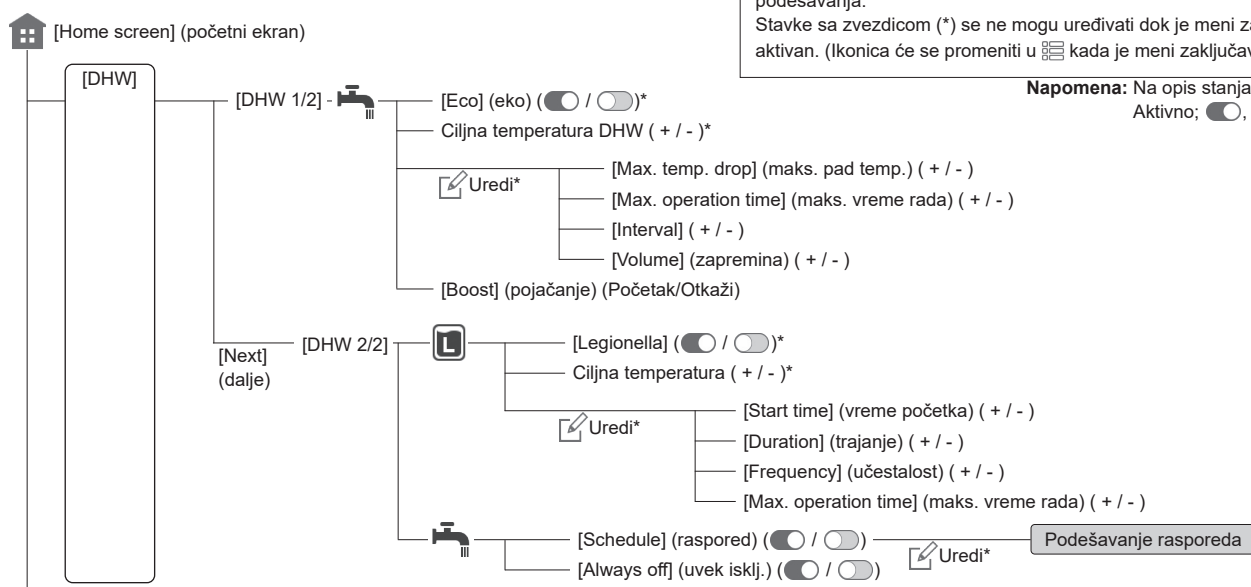 podešavanja.
Stavke sa zvezdicom (*) se ne mogu uređivati dok je meni
aktivan. (Ikonica će se promeniti u kada je meni
Napomena: Na opis stanja
Aktivno; ,
[Home screen] (početni ekran)
[DHW]
[DHW 1/2]
[Eco] (eko) ( / )*
Ciljna temperatura DHW ( + / - )*
Uredi*
[Max. temp. drop] (maks. pad temp.) ( + / - )
[Max. operation time] (maks. vreme rada) ( + / - )
[Interval] ( + / - )
[Volume] (zapremina) ( + / - )
[Boost] (pojačanje) (Početak/Otkaži)
[Next]
(dalje)
[DHW 2/2]
L
[Legionella] ( / )*
Ciljna temperatura ( + / - )*
Uredi*
[Start time] (vreme početka) ( + / - )
[Duration] (trajanje) ( + / - )
[Frequency] (učestalost) ( + / - )
[Max. operation time] (maks. vreme rada) ( + / - )
[Schedule] (raspored) ( / )
Uredi*
Podešavanje rasporeda
[Always off] (uvek isklj.) ( / )